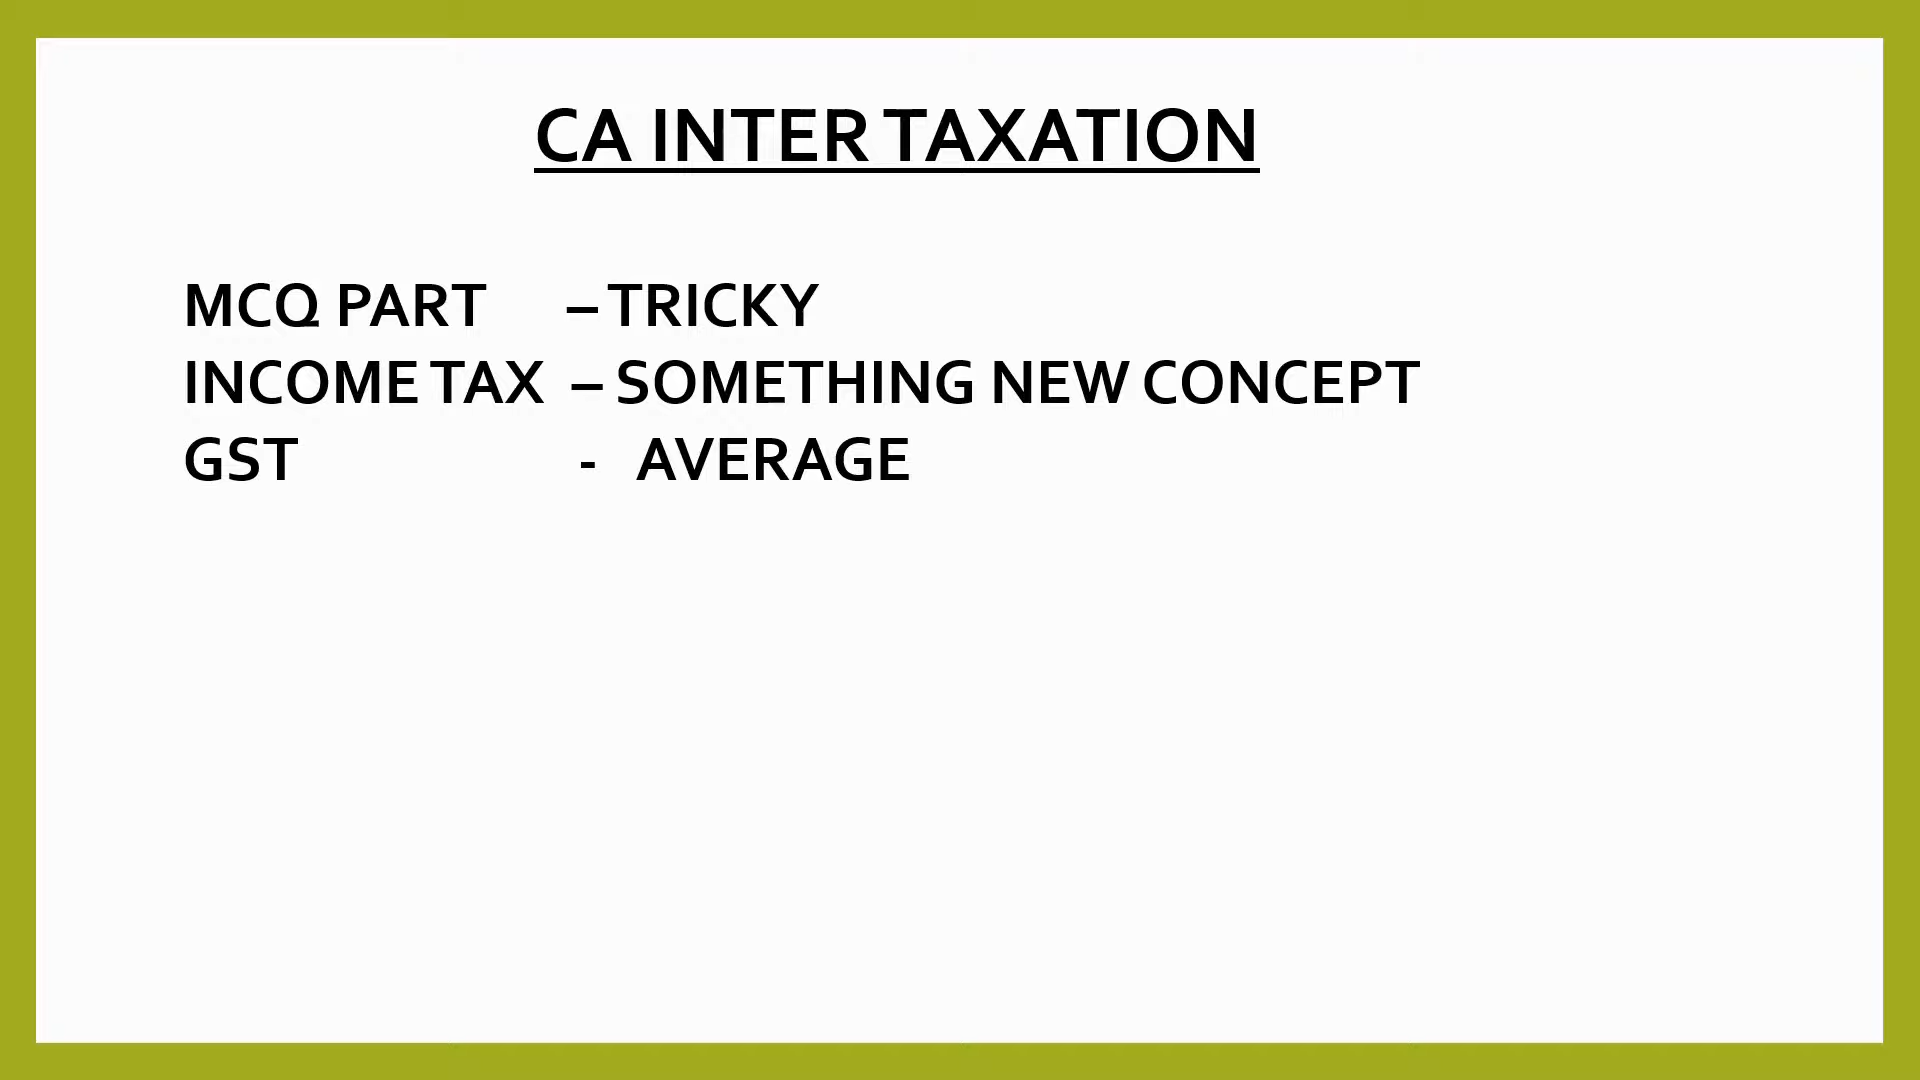 CA INTER TAXATION
MCQ PART – TRICKY
INCOME TAX – SOMETHING NEW CONCEPT
GST - AVERAGE